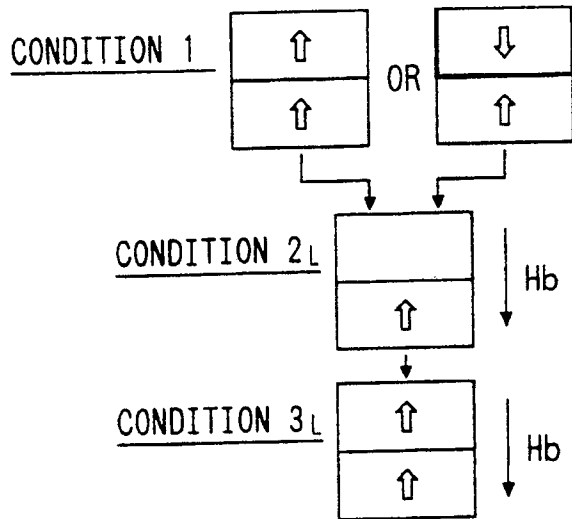 CONDITION 1
OR
CONDITION 2L
Hb
CONDITION 3L
Hb